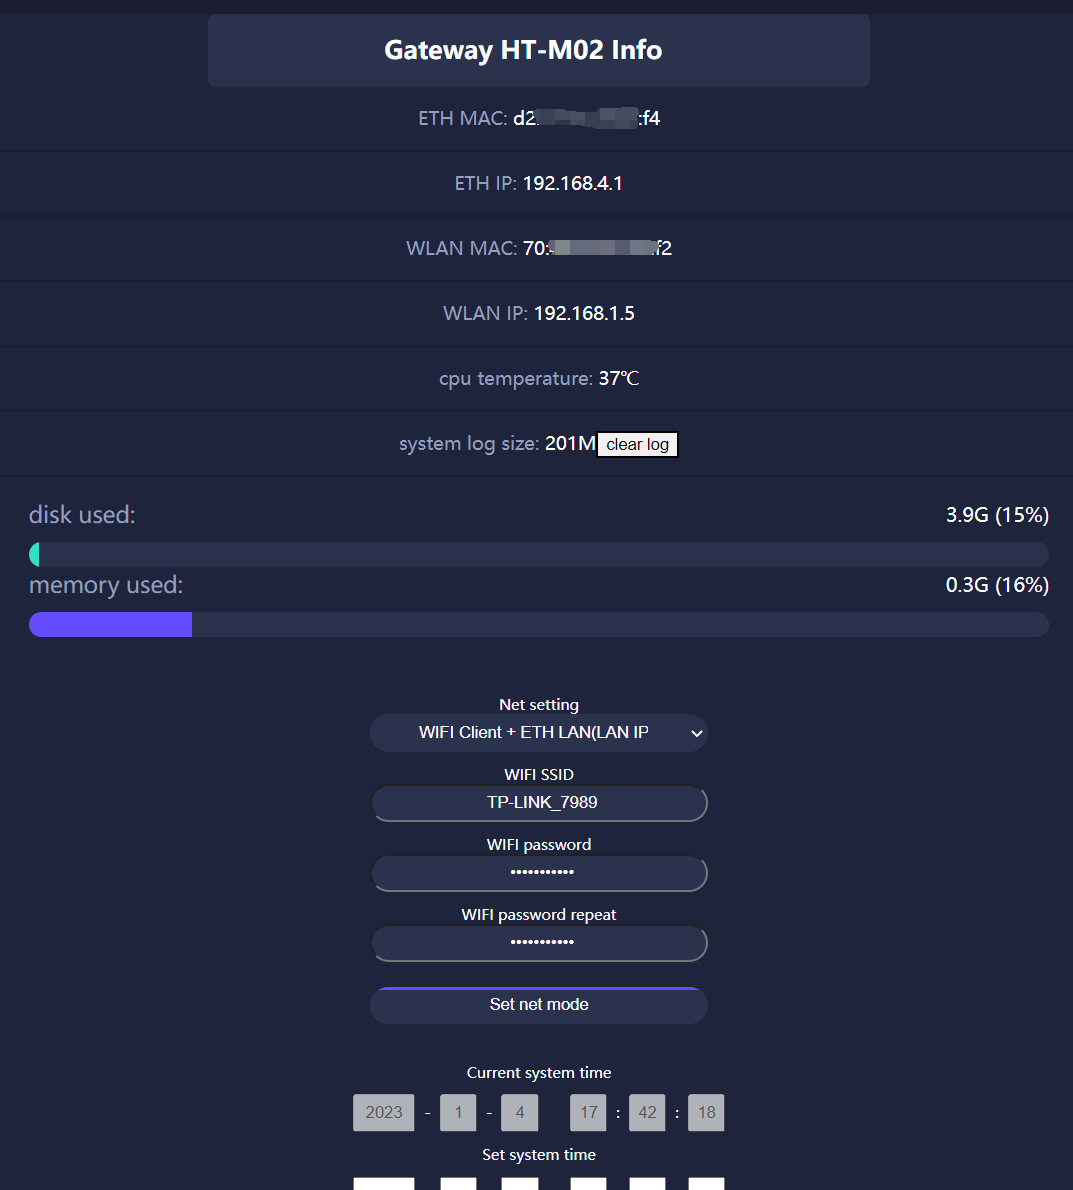 Gateway HT-M02 Info
ETH MAC: d2 :f4
ETH IP: 192.168.4.1
WLAN MAC: 70: f2
WLAN IP: 192.168.1.5
cpu temperature: 37℃
system log size: 201M clear log
disk used: 3.9G (15%)
memory used: 0.3G (16%)
Net setting
WIFI Client + ETH LAN(LAN IP
WIFI SSID
TP-LINK_7989
WIFI password
•••••••••••
WIFI password repeat
•••••••••••
Set net mode
Current system time
2023 - 1 - 4 17 : 42 : 18
Set system time